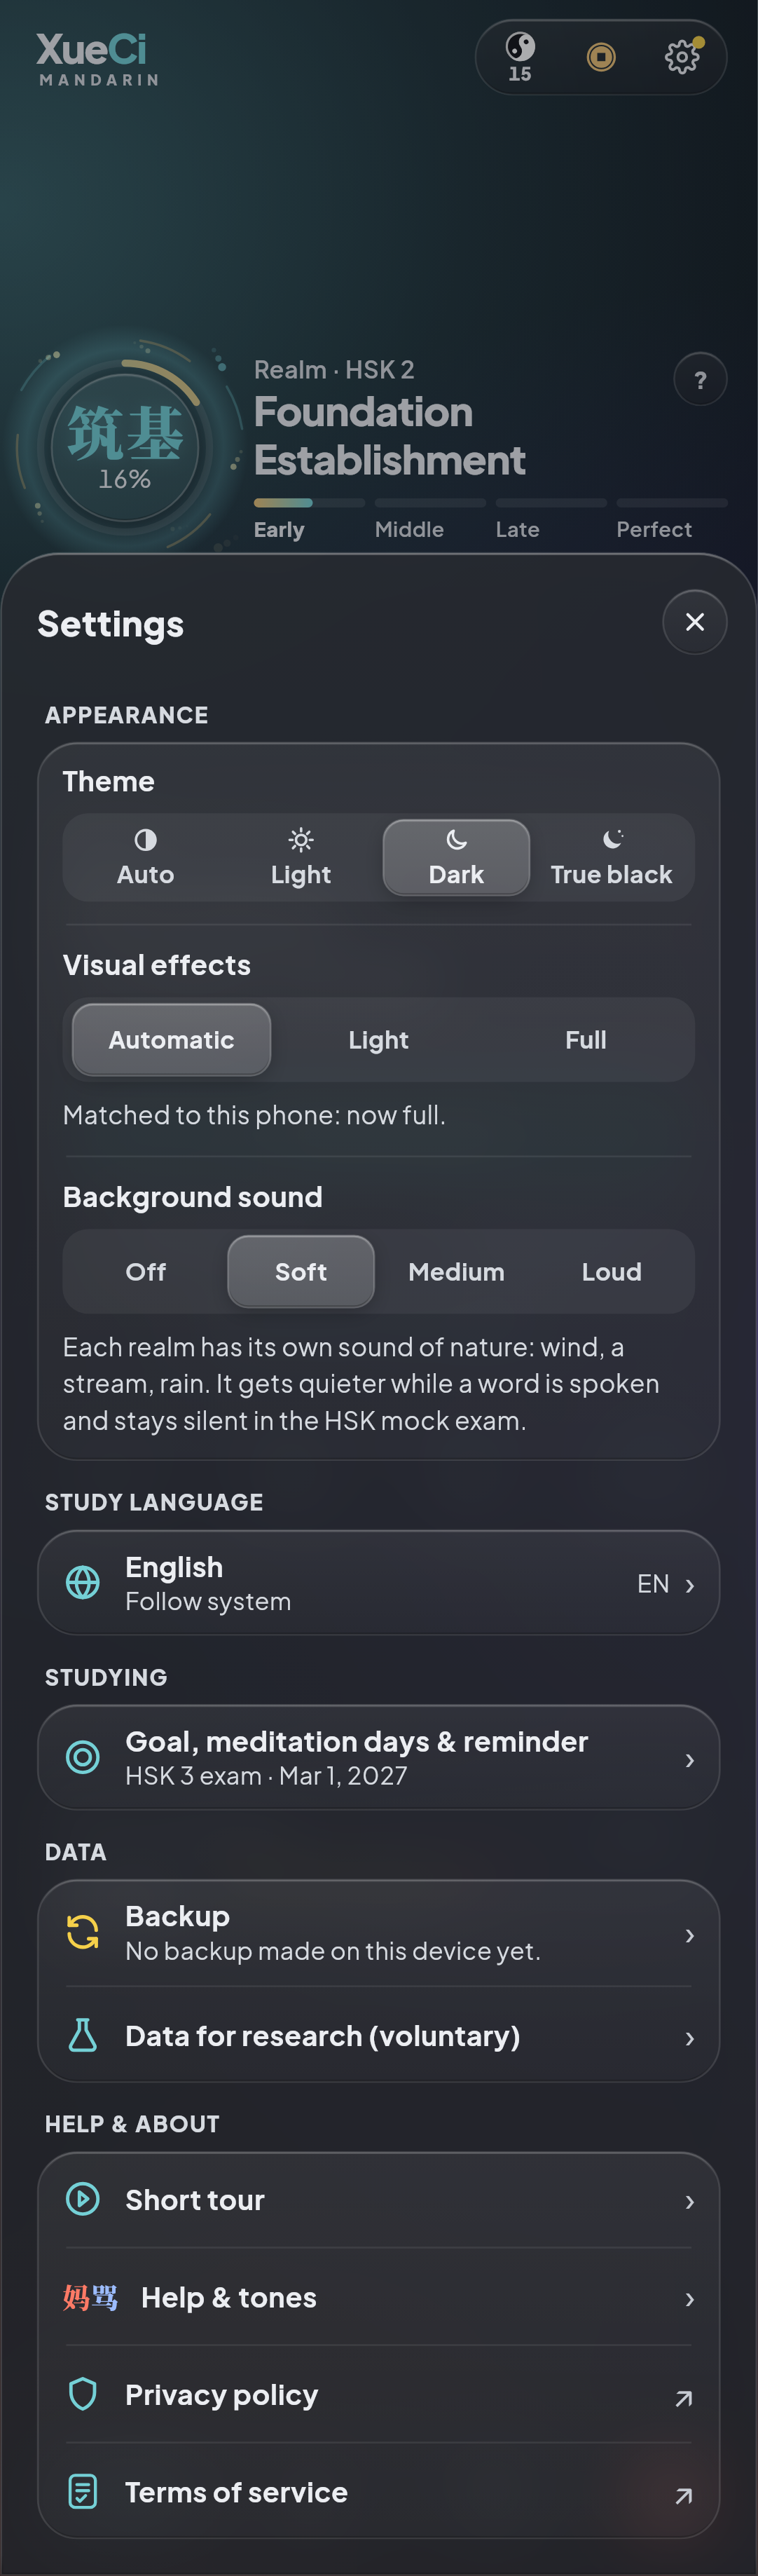 XueCi
MANDARIN
15
Realm · HSK 2
?
Foundation
Establishment
筑基
16%
Early Middle Late Perfect
Settings
APPEARANCE
Theme
Auto Light Dark True black
Visual effects
Automatic Light Full
Matched to this phone: now full.
Background sound
Off Soft Medium Loud
Each realm has its own sound of nature: wind, a
stream, rain. It gets quieter while a word is spoken
and stays silent in the HSK mock exam.
STUDY LANGUAGE
English
Follow system
EN
STUDYING
Goal, meditation days & reminder
HSK 3 exam · Mar 1, 2027
DATA
Backup
No backup made on this device yet.
Data for research (voluntary)
HELP & ABOUT
Short tour
妈骂 Help & tones
Privacy policy
Terms of service